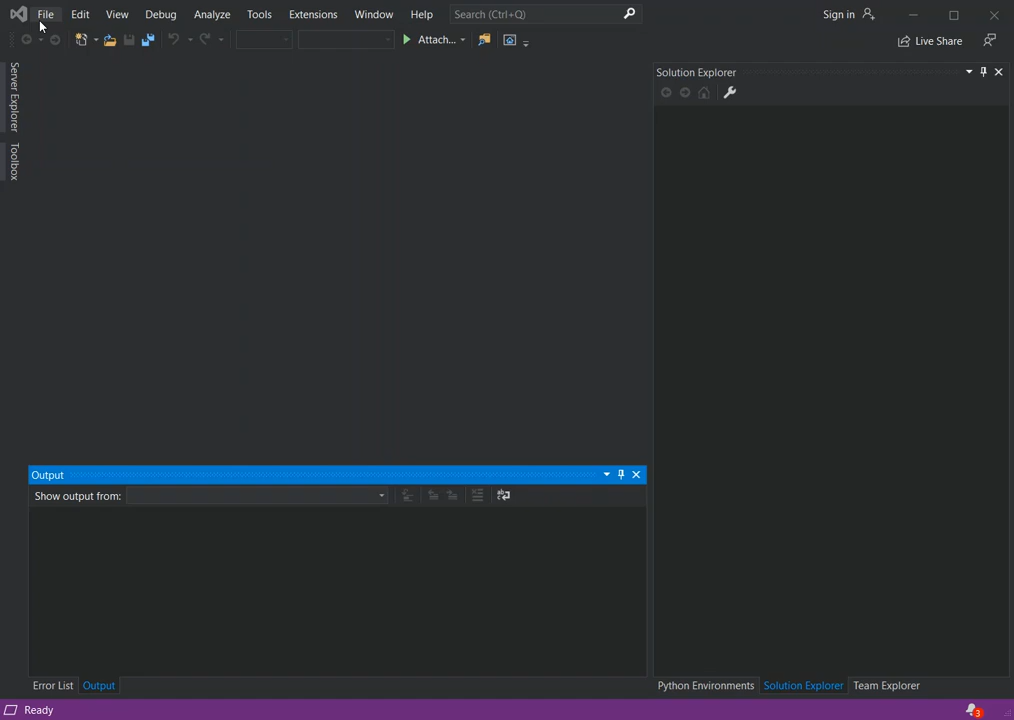 File Edit View Debug Analyze Tools Extensions Window Help Search (Ctrl+Q) Sign in
Attach... Live Share
Server Explorer
Toolbox
Solution Explorer
Output
Show output from:
Error List Output
Python Environments Solution Explorer Team Explorer
Ready 3